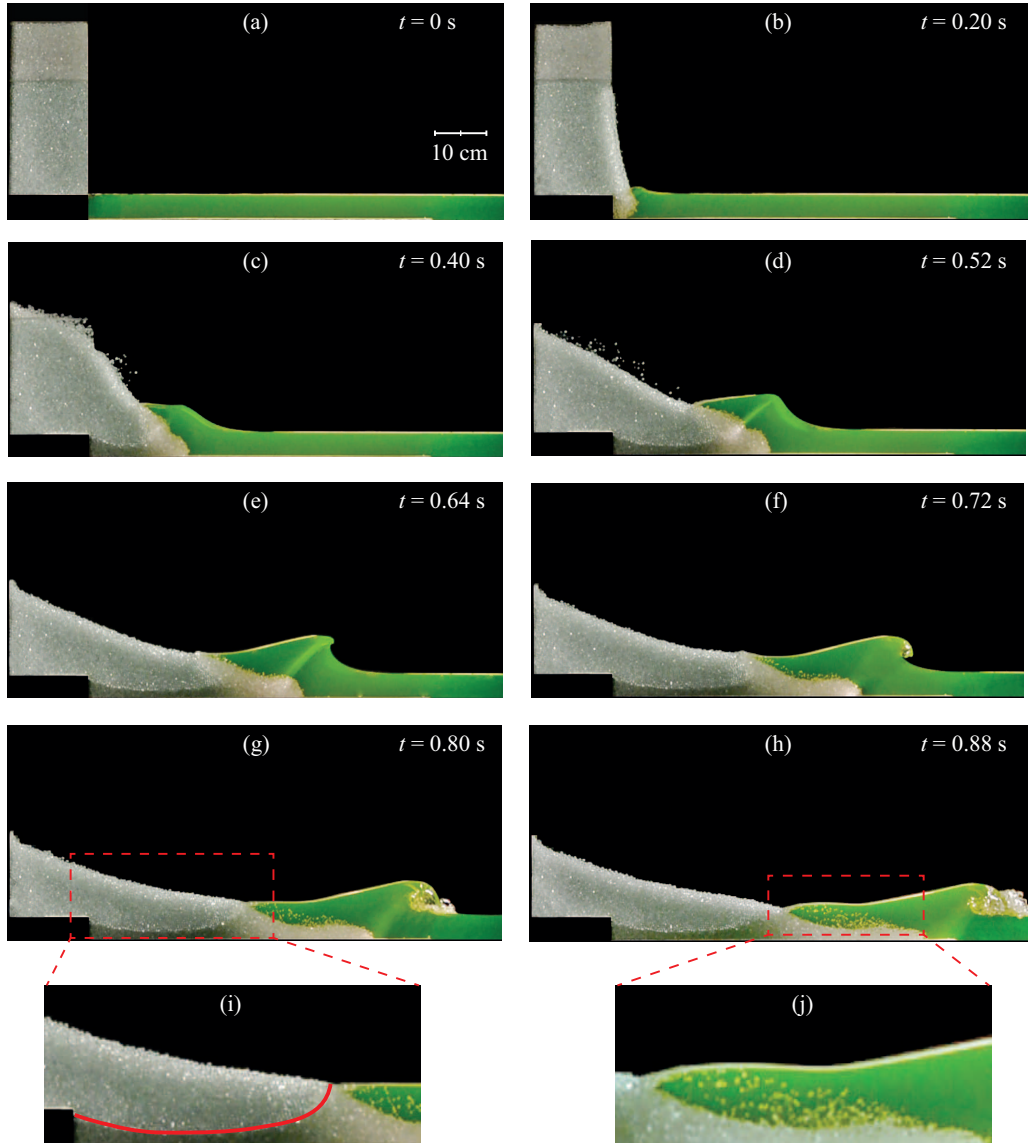 (a) t = 0 s
10 cm
(b) t = 0.20 s
(c) t = 0.40 s
(d) t = 0.52 s
(e) t = 0.64 s
(f) t = 0.72 s
(g) t = 0.80 s
(h) t = 0.88 s
(i)
(j)